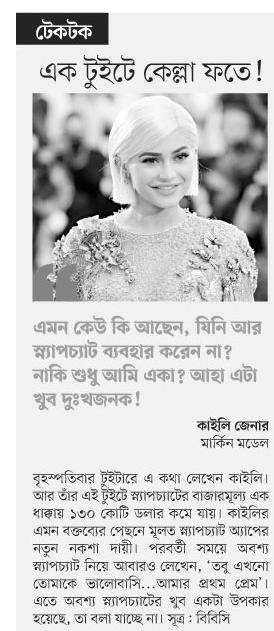 টেকটক
এক টুইটে কেল্লা ফতে!
এমন কেউ কি আছেন, যিনি আর
স্ন্যাপচ্যাট ব্যবহার করেন না?
নাকি শুধু আমি একা? আহা এটা
খুব দুঃখজনক!
কাইলি জেনার
মার্কিন মডেল
বৃহস্পতিবার টুইটারে এ কথা লেখেন কাইলি।
আর তাঁর এই টুইটে স্ন্যাপচ্যাটের বাজারমূল্য এক
ধাক্কায় ১৩০ কোটি ডলার কমে যায়। কাইলির
এমন বক্তব্যের পেছনে মূলত স্ন্যাপচ্যাট অ্যাপের
নতুন নকশা দায়ী। পরবর্তী সময়ে অবশ্য
স্ন্যাপচ্যাট নিয়ে আবারও লেখেন, ‘তবু এখনো
তোমাকে ভালোবাসি...আমার প্রথম প্রেম’।
এতে অবশ্য স্ন্যাপচ্যাটের খুব একটা উপকার
হয়েছে, তা বলা যাচ্ছে না। সূত্র : বিবিসি